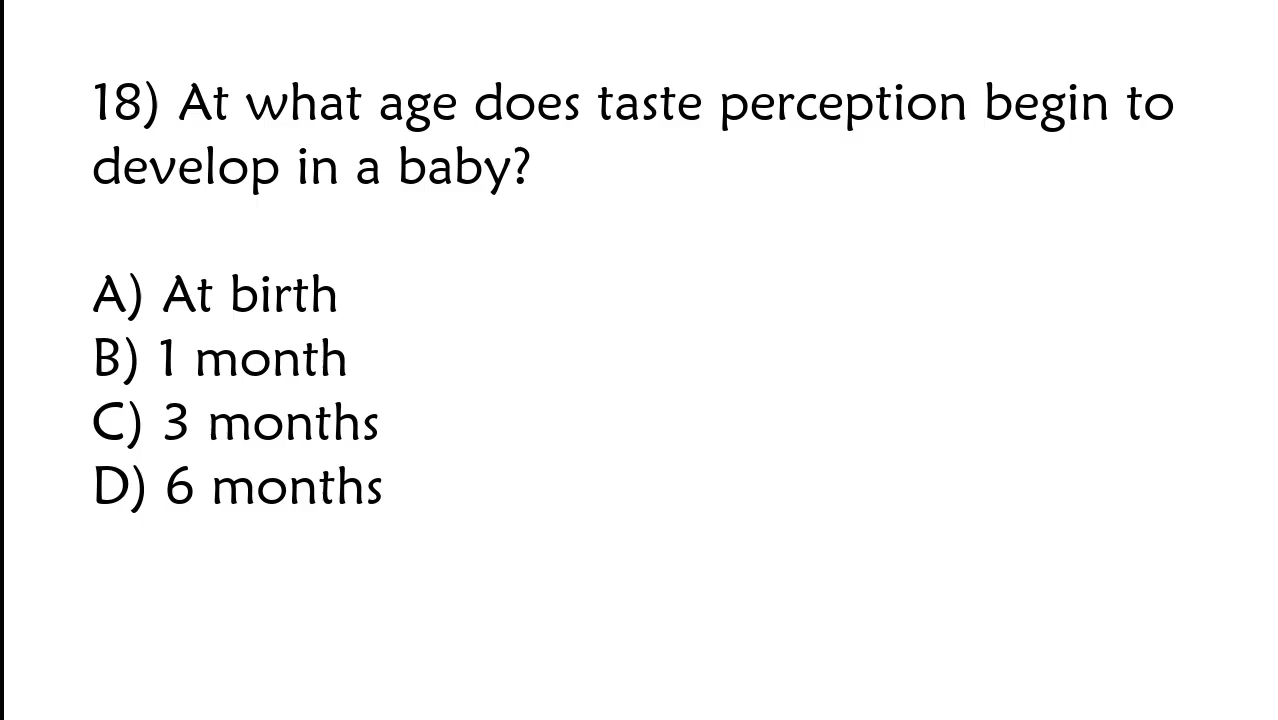 18) At what age does taste perception begin to
develop in a baby?
A) At birth
B) 1 month
C) 3 months
D) 6 months